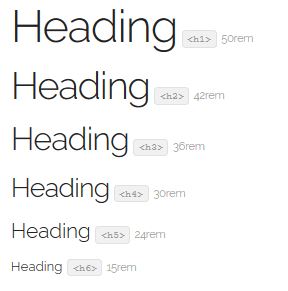 Heading <h1> 50rem
Heading <h2> 42rem
Heading <h3> 36rem
Heading <h4> 30rem
Heading <h5> 24rem
Heading <h6> 15rem